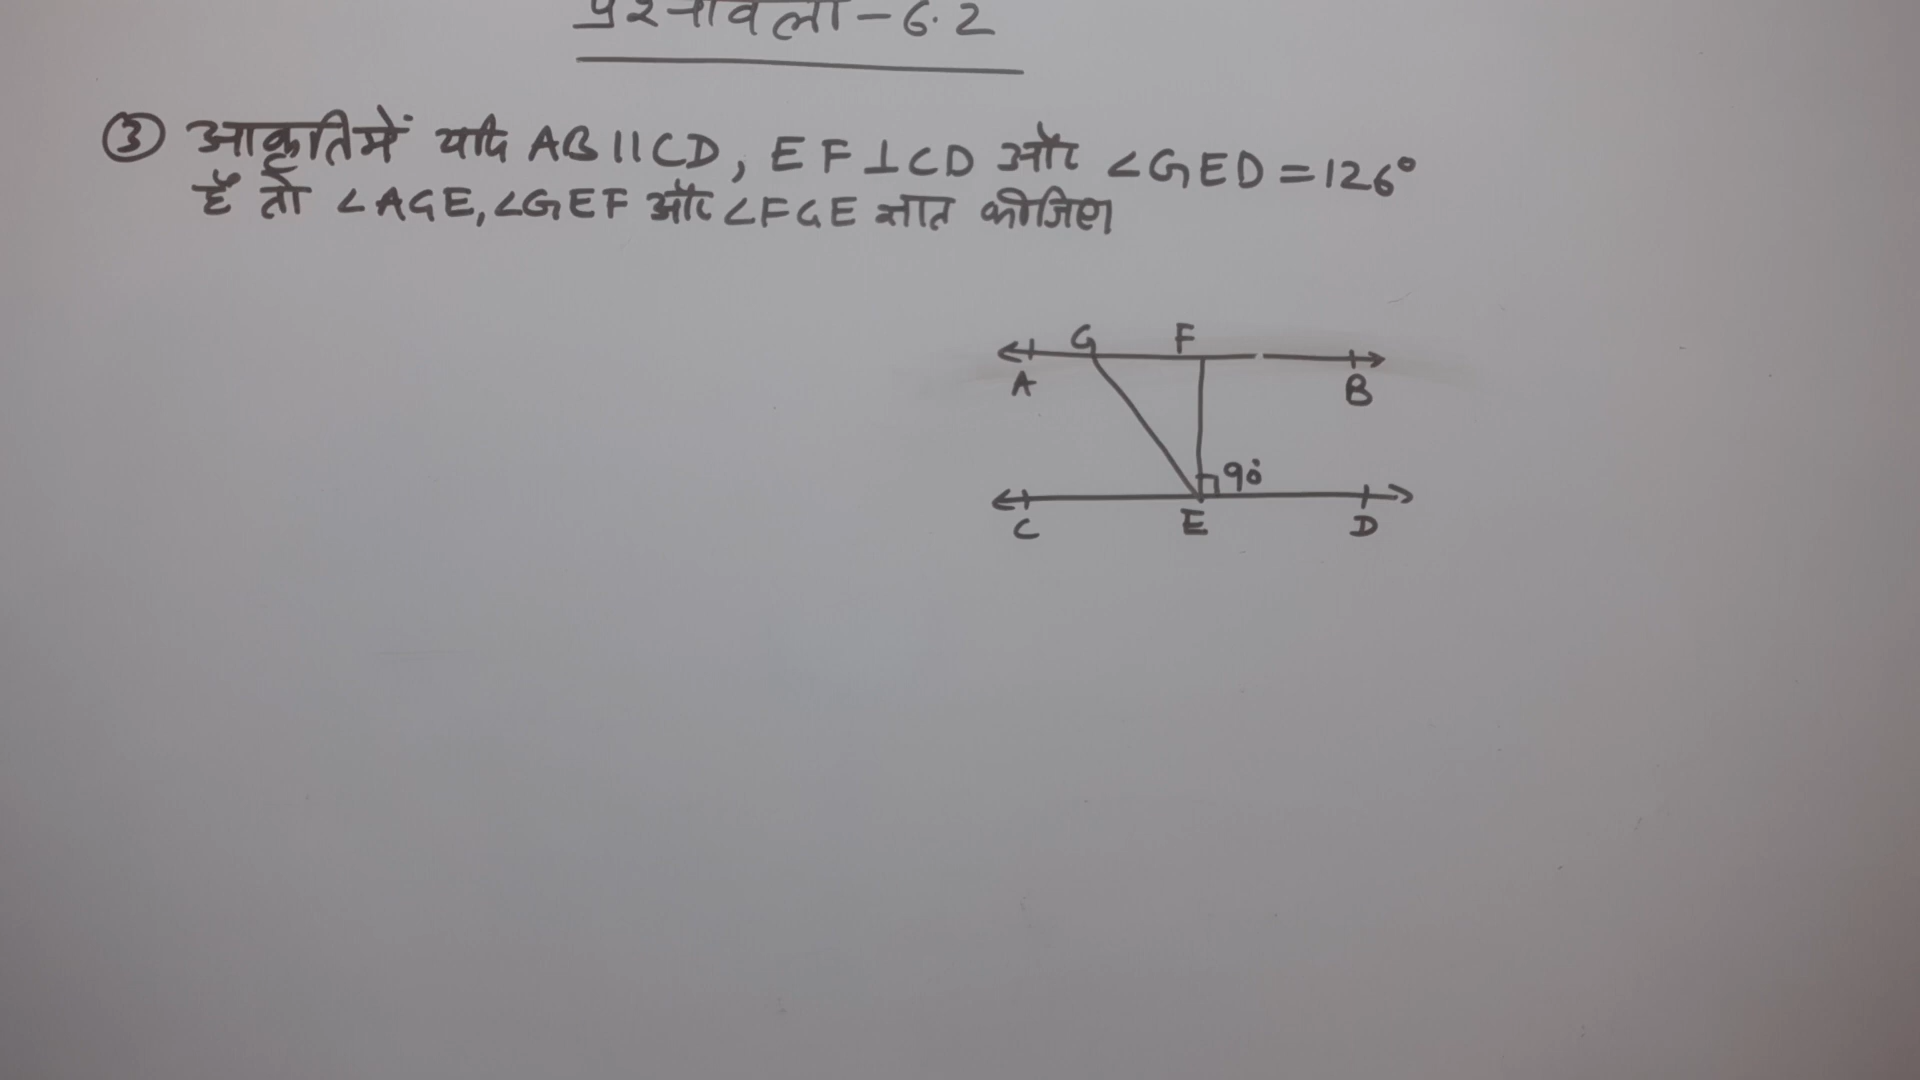 प्रश्नावली - 6.2
③ आकृति में यदि AB || CD, EF ⊥ CD और ∠GED = 126°
हैं तो ∠AGE, ∠GEF और ∠FGE ज्ञात कीजिए
G F
A B
90°
C E D